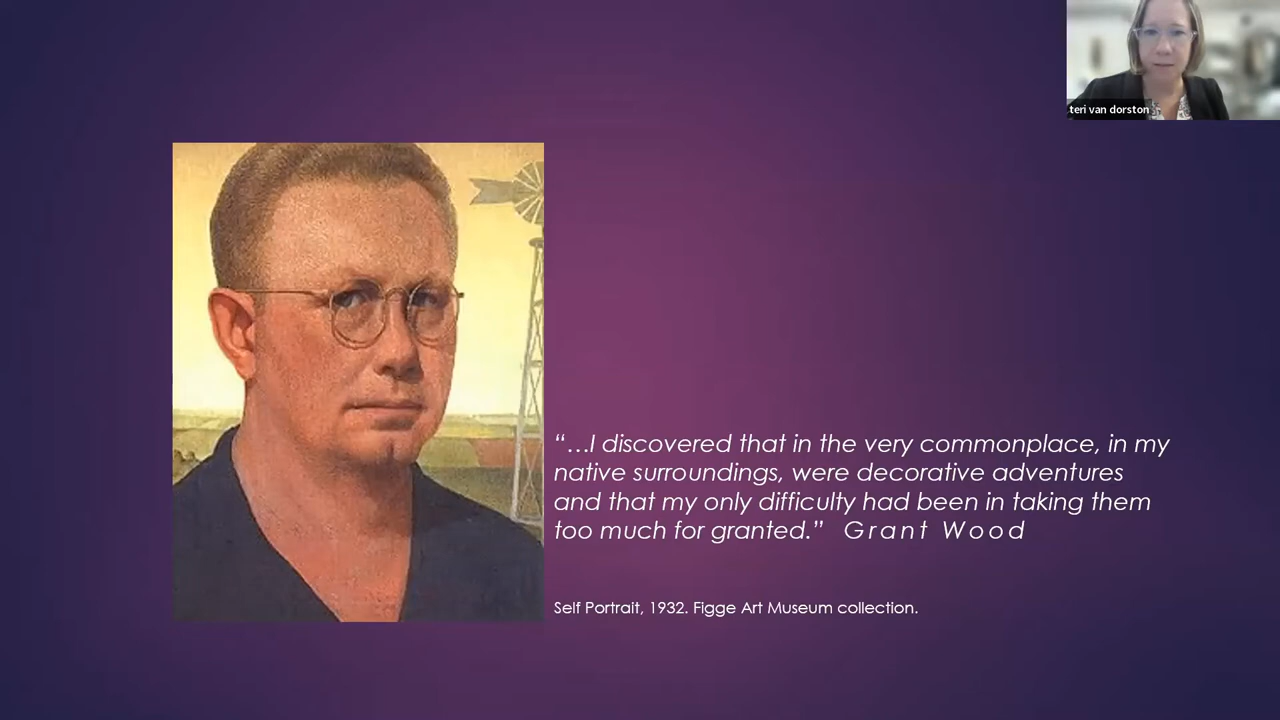 teri van dorston
“…I discovered that in the very commonplace, in my
native surroundings, were decorative adventures
and that my only difficulty had been in taking them
too much for granted.” Grant Wood
Self Portrait, 1932. Figge Art Museum collection.